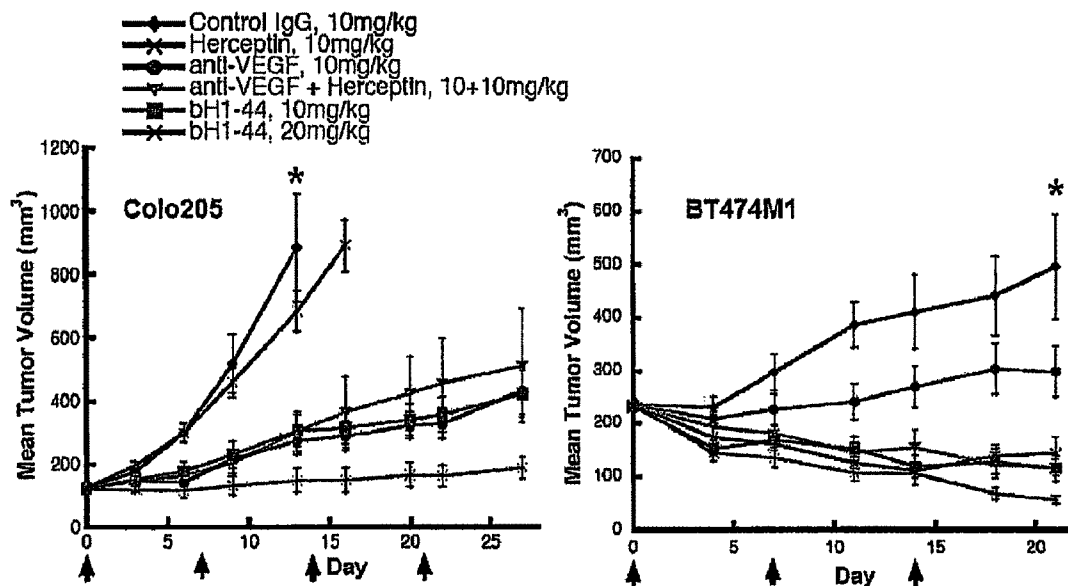 Control IgG, 10mg/kg
Herceptin, 10mg/kg
anti-VEGF, 10mg/kg
anti-VEGF + Herceptin, 10+10mg/kg
bH1-44, 10mg/kg
bH1-44, 20mg/kg
1200
1000
800
600
400
200
0
Mean Tumor Volume (mm³)
Colo205
*
0
5
10
15
20
25
Day
700
600
500
400
300
200
100
0
Mean Tumor Volume (mm³)
BT474M1
*
0
5
10
15
20
Day